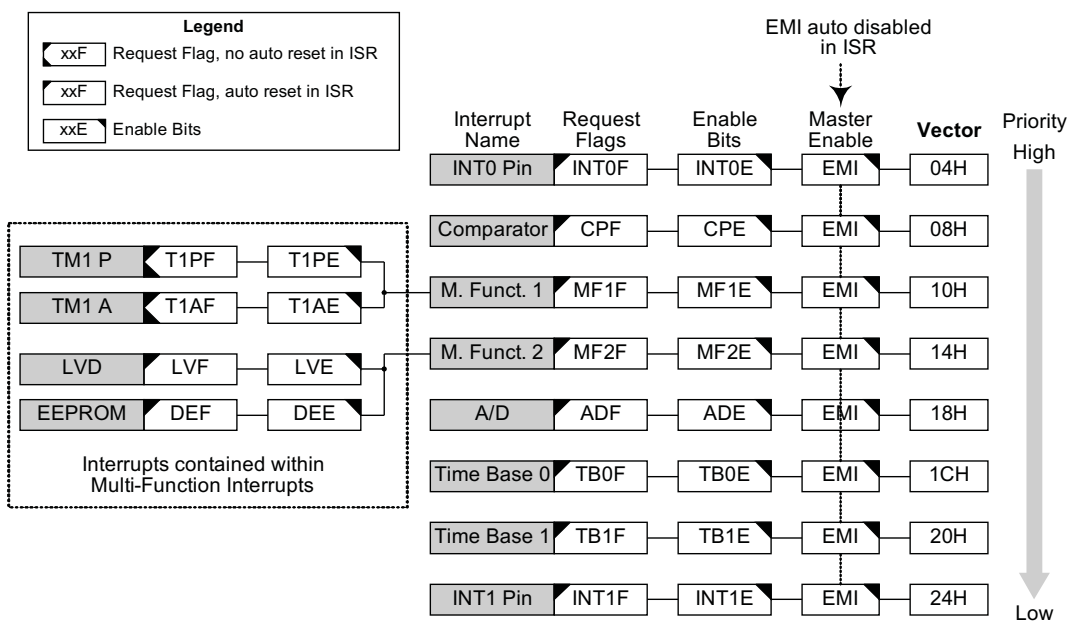 Legend
xxF Request Flag, no auto reset in ISR
xxF Request Flag, auto reset in ISR
xxE Enable Bits
EMI auto disabled
in ISR
Interrupt Name Request Flags Enable Bits Master Enable Vector Priority
High
INT0 Pin INT0F INT0E EMI 04H
Comparator CPF CPE EMI 08H
TM1 P T1PF T1PE
M. Funct. 1 MF1F MF1E EMI 10H
TM1 A T1AF T1AE
M. Funct. 2 MF2F MF2E EMI 14H
LVD LVF LVE
EEPROM DEF DEE
A/D ADF ADE EMI 18H
Interrupts contained within
Multi-Function Interrupts
Time Base 0 TB0F TB0E EMI 1CH
Time Base 1 TB1F TB1E EMI 20H
INT1 Pin INT1F INT1E EMI 24H
Low